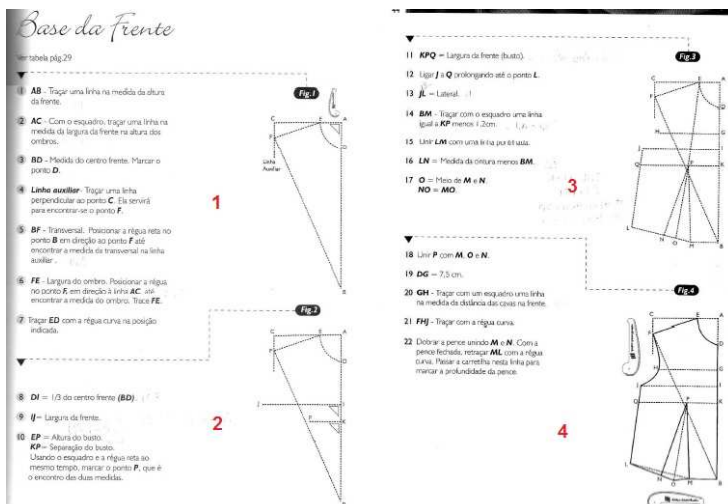 Base da Frente
Ver tabela pág.29
1 AB - Traçar uma linha na medida da altura
da frente.
2 AC - Com o esquadro, traçar uma linha na
medida da largura da frente na altura dos
ombros.
3 BD - Medida do centro frente. Marcar o
ponto D.
4 Linha auxiliar- Traçar uma linha
perpendicular ao ponto C. Ela servirá
para encontrar-se o ponto F.
5 BF - Transversal. Posicionar a régua reta no
ponto B em direção ao ponto F até
encontrar a medida da transversal na linha
auxiliar .
6 FE - Largura do ombro. Posicionar a régua
no ponto F, em direção à linha AC até
encontrar a medida do ombro. Trace FE.
7 Traçar ED com a régua curva na posição
indicada.
Fig.1
C E A
F
D
Linha
Auxiliar
B
1
8 DI = 1/3 do centro frente (BD).
9 IJ = Largura da frente.
10 EP = Altura do busto.
KP = Separação do busto.
Usando o esquadro e a régua reta ao
mesmo tempo, marcar o ponto P, que é
o encontro das duas medidas.
Fig.2
C E A
F
D
J I
P K
B
2
11 KPQ = Largura da frente (busto).
12 Ligar J a Q prolongando até o ponto L.
13 JL = Lateral.
14 BM - Traçar com o esquadro uma linha
igual a KP menos 1.2cm.
15 Unir LM com uma linha pontilhada.
16 LN = Medida da cintura menos BM.
17 O = Meio de M e N.
NO = MO.
Fig.3
C E A
F
D
H G
J I
Q K
P
L
N O M B
3
18 Unir P com M, O e N.
19 DG = 7,5 cm.
20 GH - Traçar com um esquadro uma linha
na medida da distância das cavas na frente.
21 FHJ - Traçar com a régua curva.
22 Dobrar a pence unindo M e N. Com a
pence fechada, retraçar ML com a régua
curva. Passar a carretilha nesta linha para
marcar a profundidade da pence.
Fig.4
C E A
F
D
H G
J I
Q K
P
L
N O M B
4